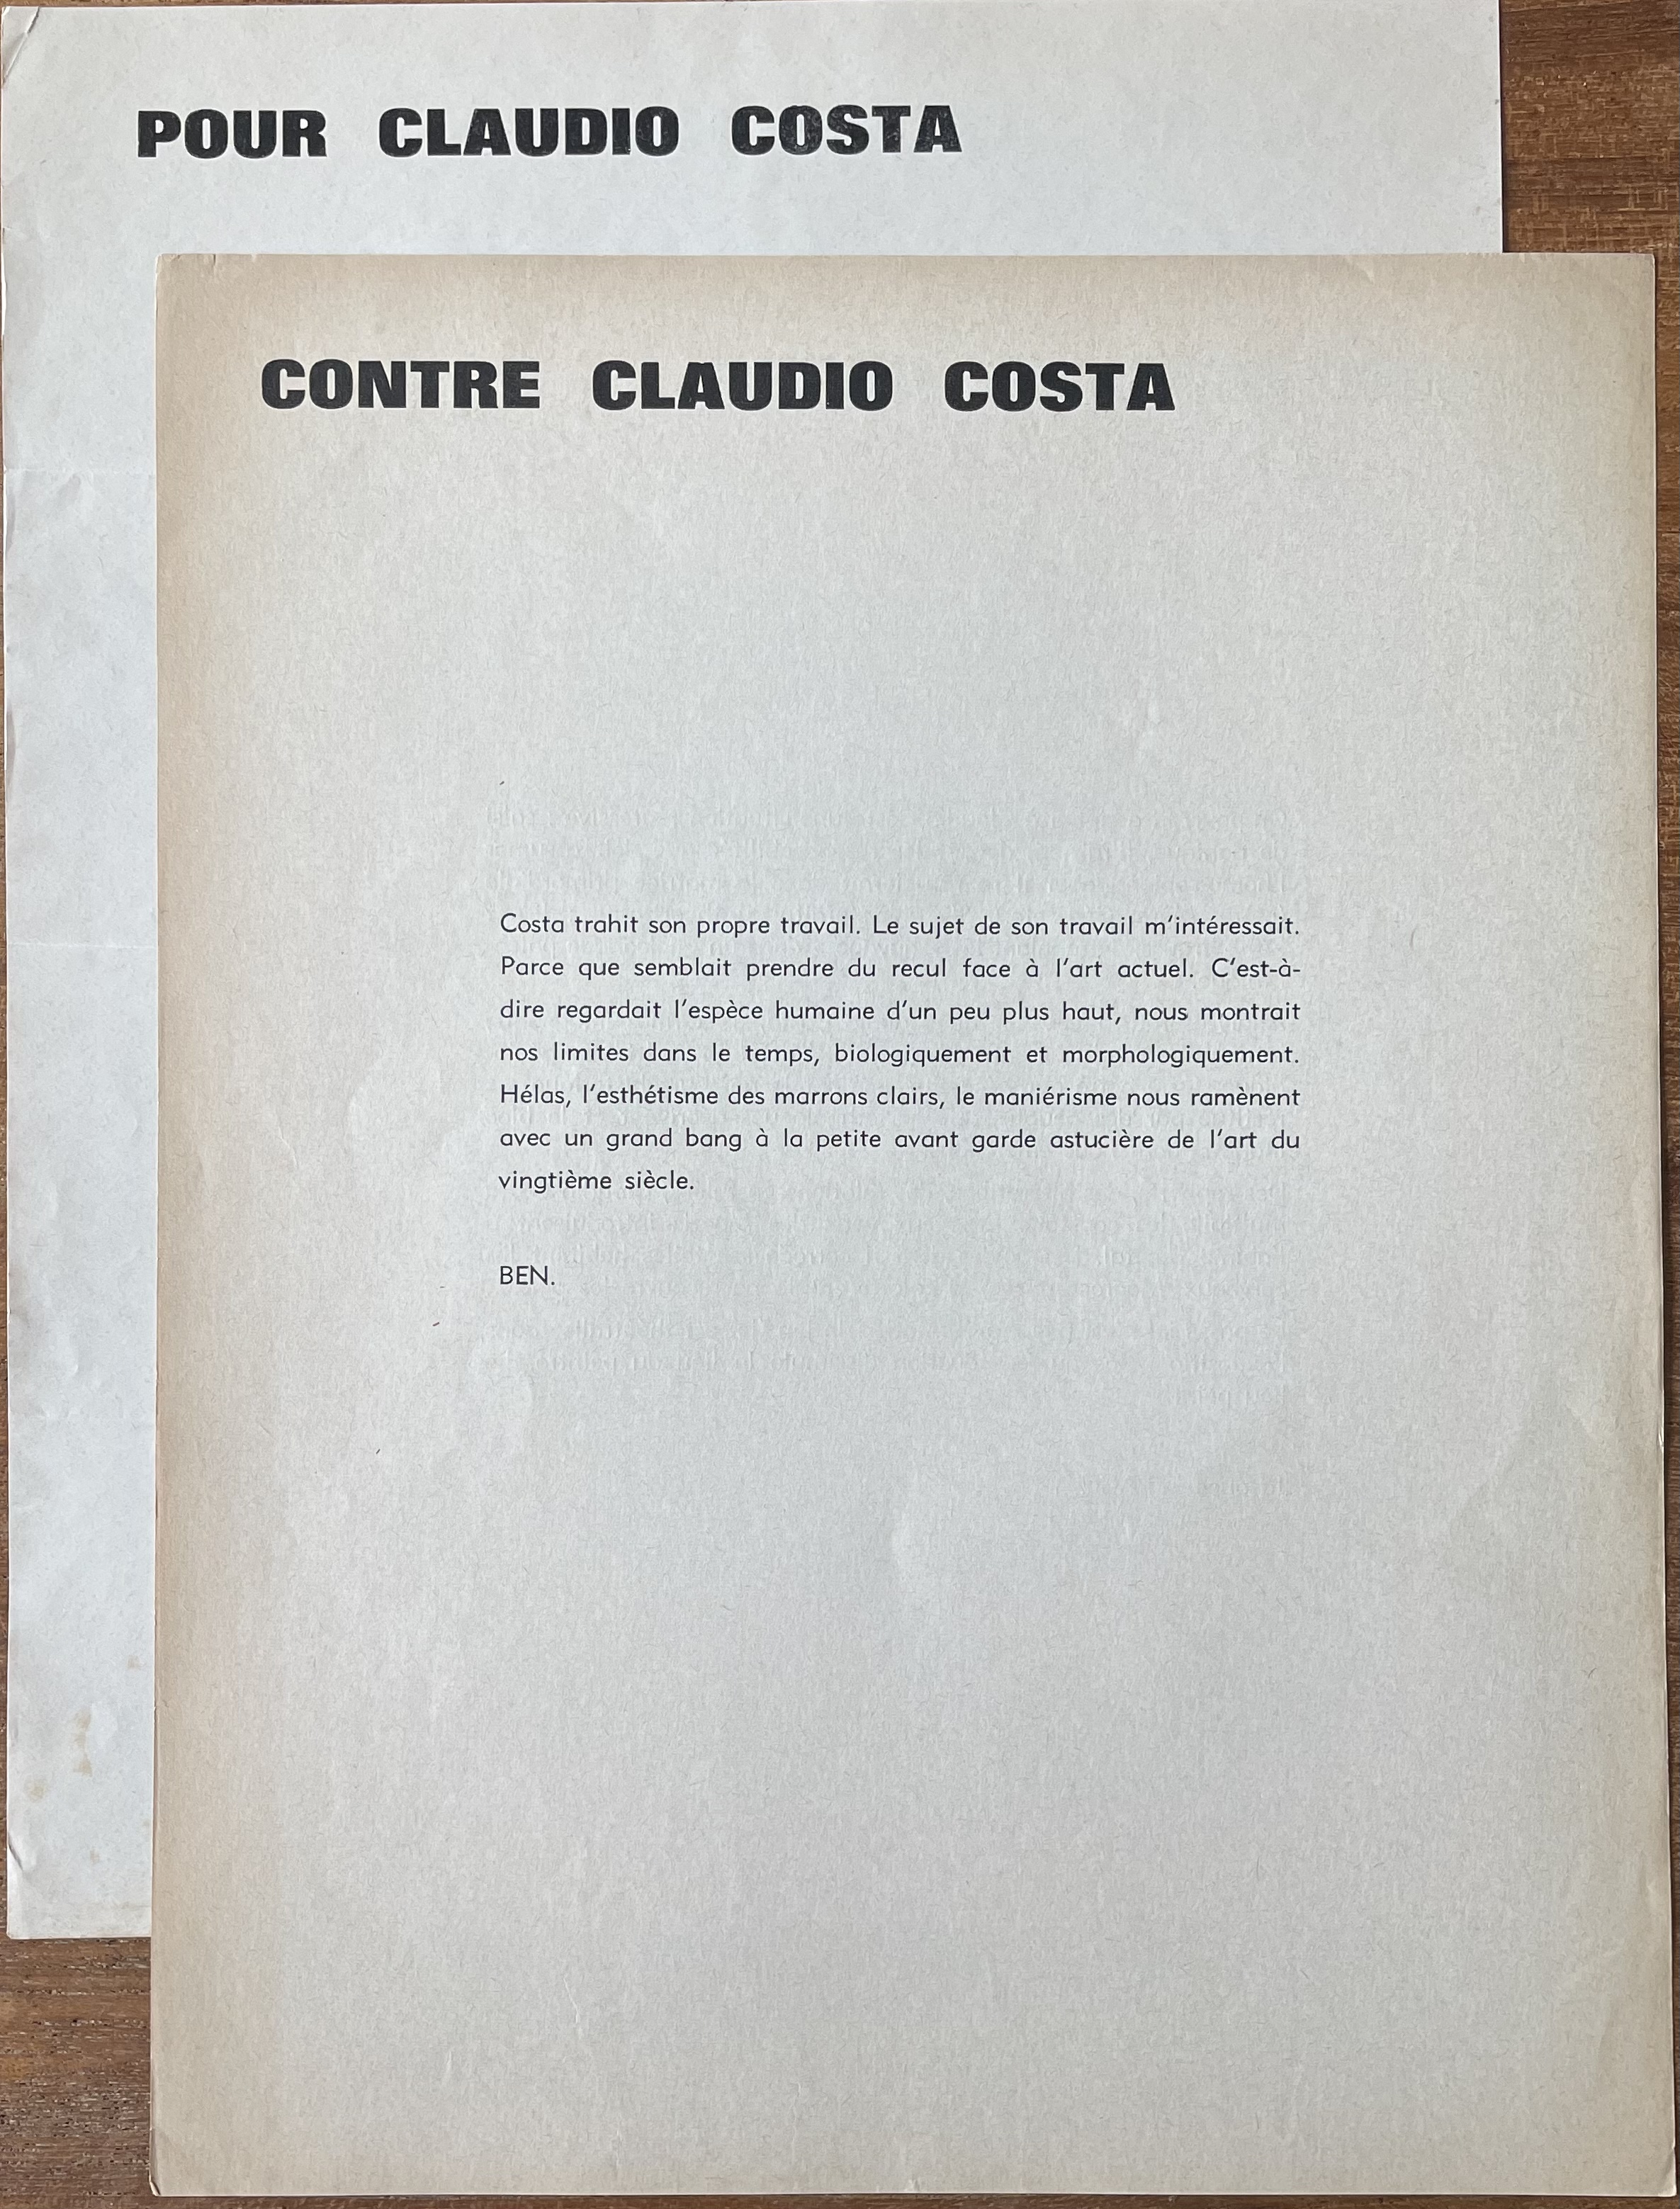 POUR CLAUDIO COSTA
CONTRE CLAUDIO COSTA
Costa trahit son propre travail. Le sujet de son travail m'intéressait.
Parce que semblait prendre du recul face à l'art actuel. C'est-à-
dire regardait l'espèce humaine d'un peu plus haut, nous montrait
nos limites dans le temps, biologiquement et morphologiquement.
Hélas, l'esthétisme des marrons clairs, le maniérisme nous ramènent
avec un grand bang à la petite avant garde astucière de l'art du
vingtième siècle.
BEN.